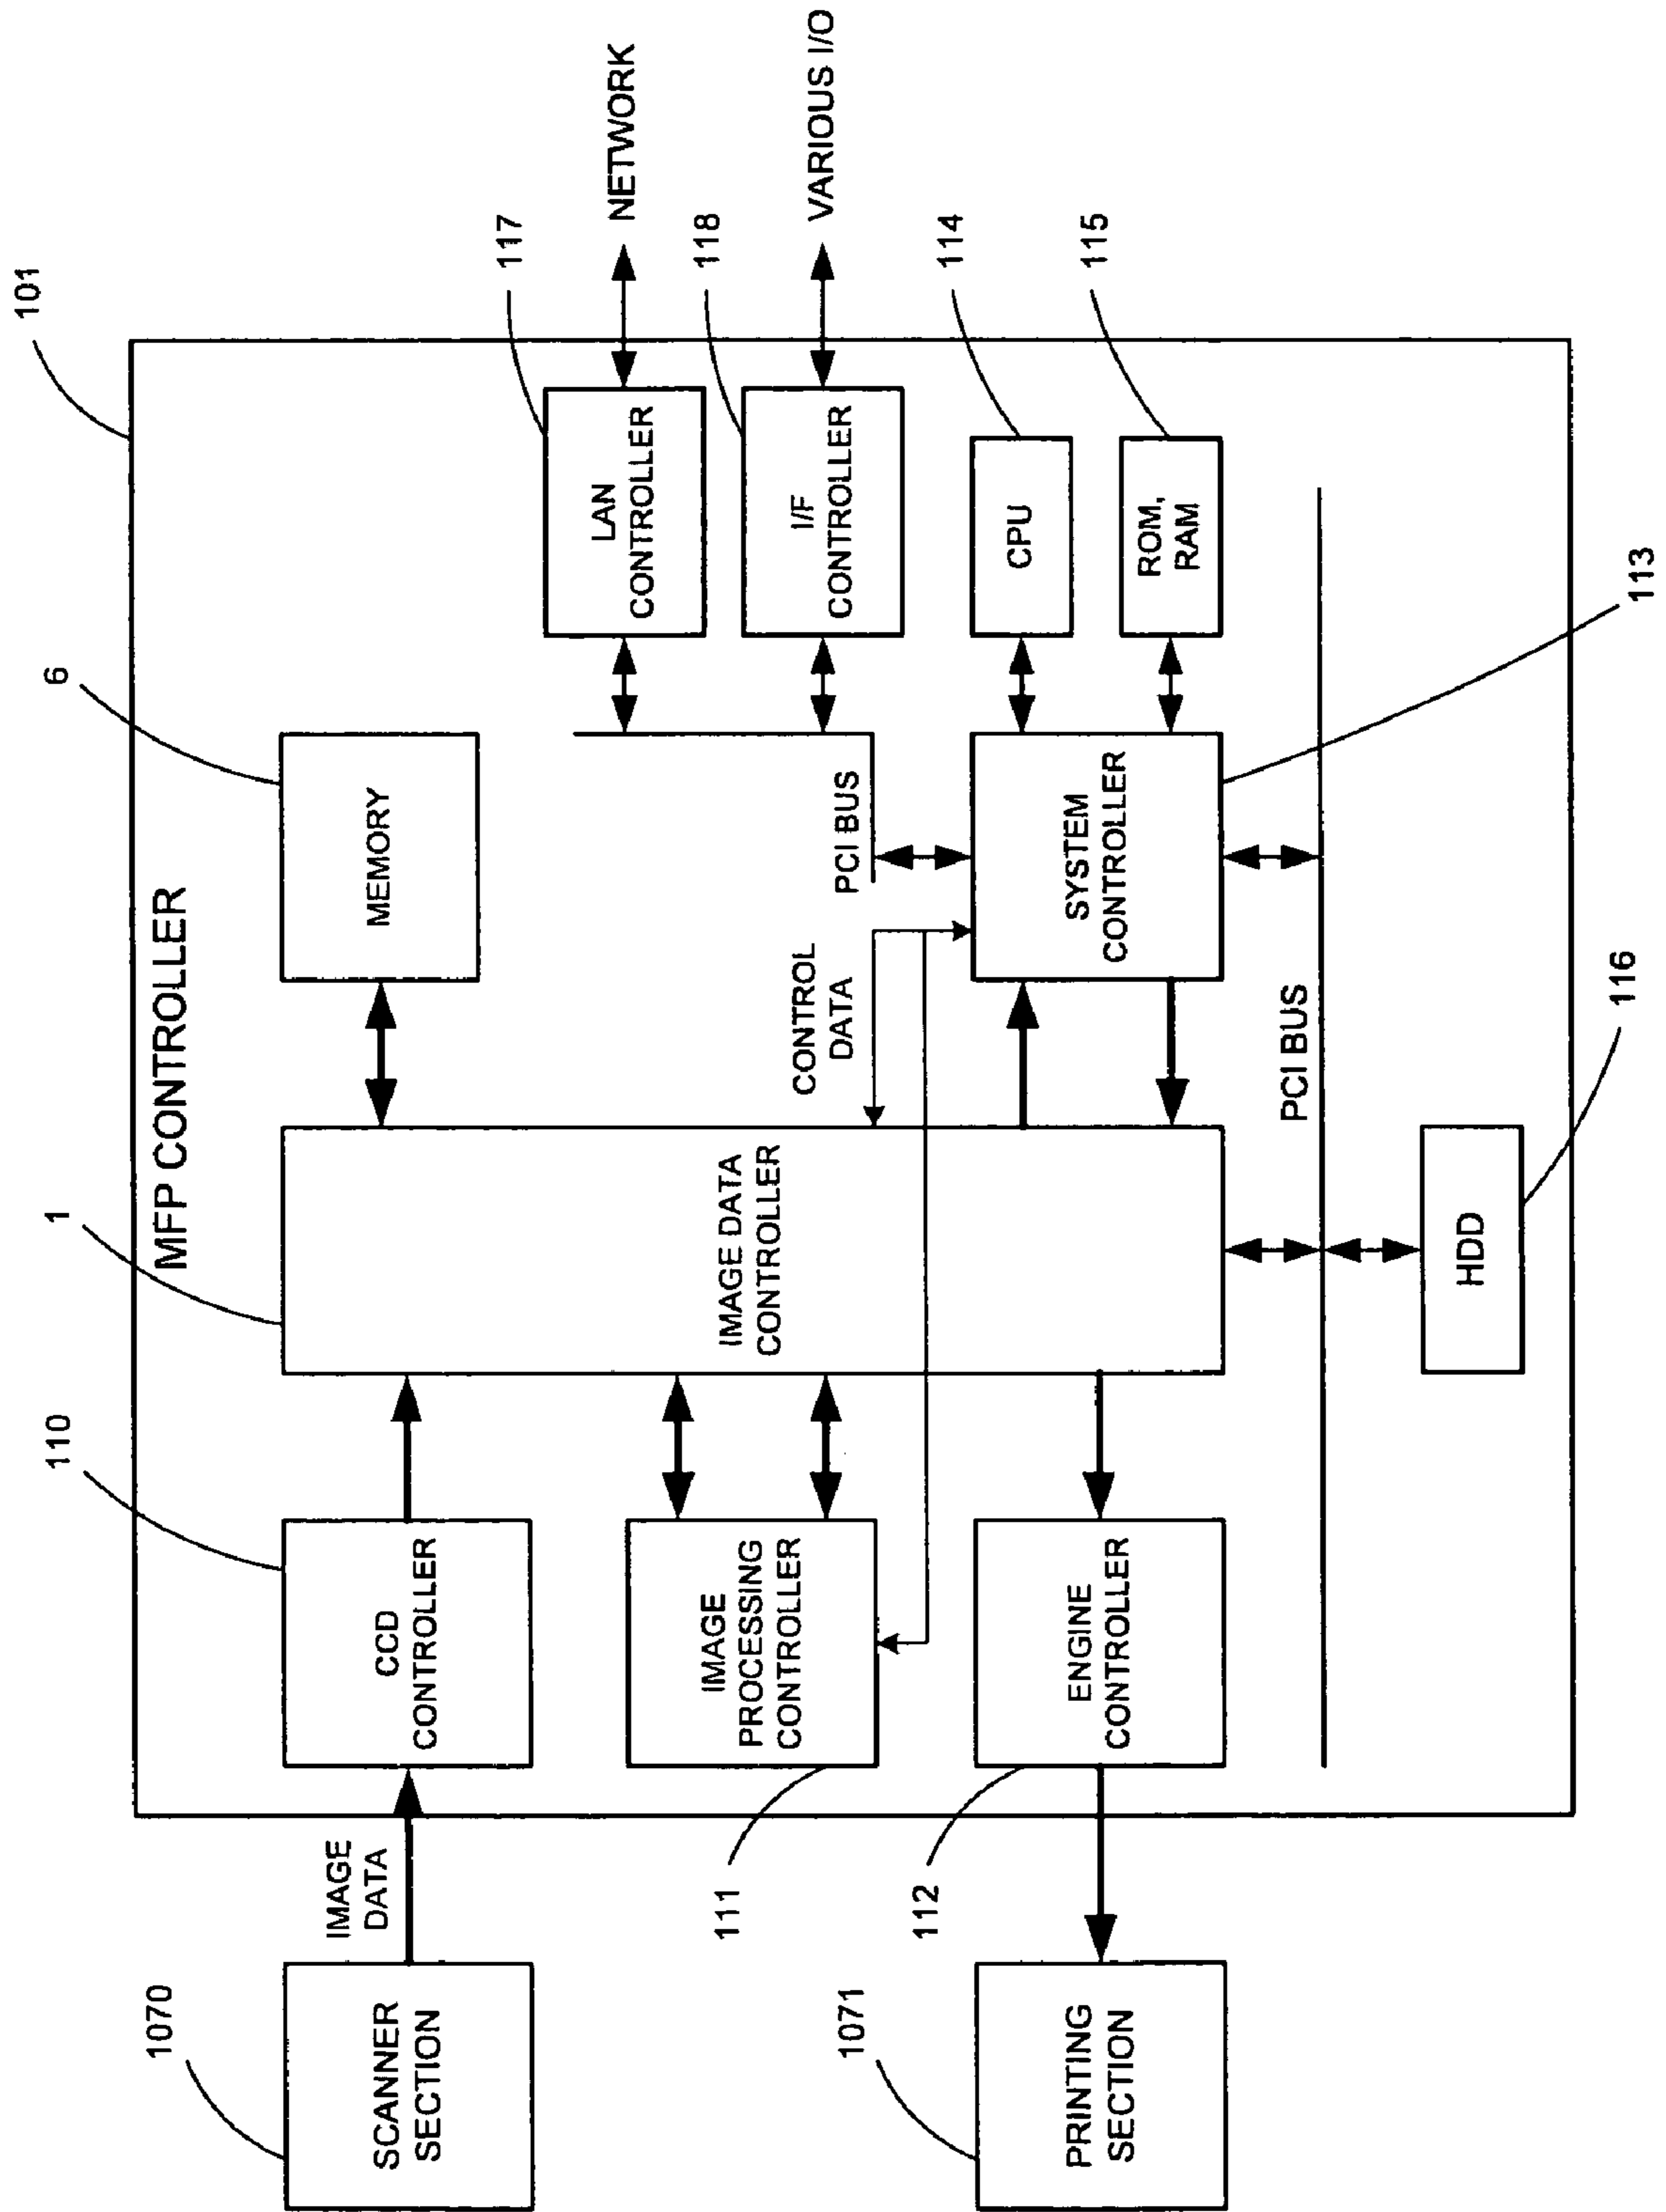 101
MFP CONTROLLER
1070
SCANNER
SECTION
IMAGE
DATA
110
CCD
CONTROLLER
1
IMAGE DATA
CONTROLLER
6
MEMORY
117
LAN
CONTROLLER
NETWORK
118
I/F
CONTROLLER
VARIOUS I/O
111
IMAGE
PROCESSING
CONTROLLER
CONTROL
DATA
PCI BUS
114
CPU
115
ROM,
RAM
1071
PRINTING
SECTION
112
ENGINE
CONTROLLER
SYSTEM
CONTROLLER
113
PCI BUS
HDD
116